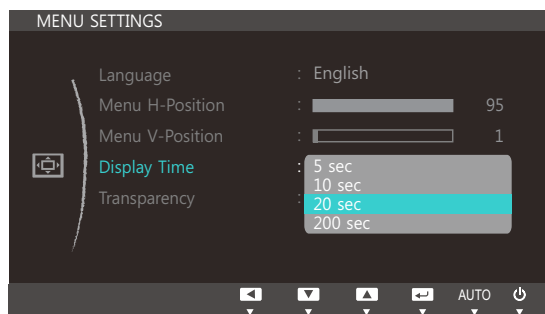 MENU SETTINGS
Language : English
Menu H-Position : 95
Menu V-Position : 1
Display Time : 5 sec
10 sec
20 sec
200 sec
Transparency :
AUTO